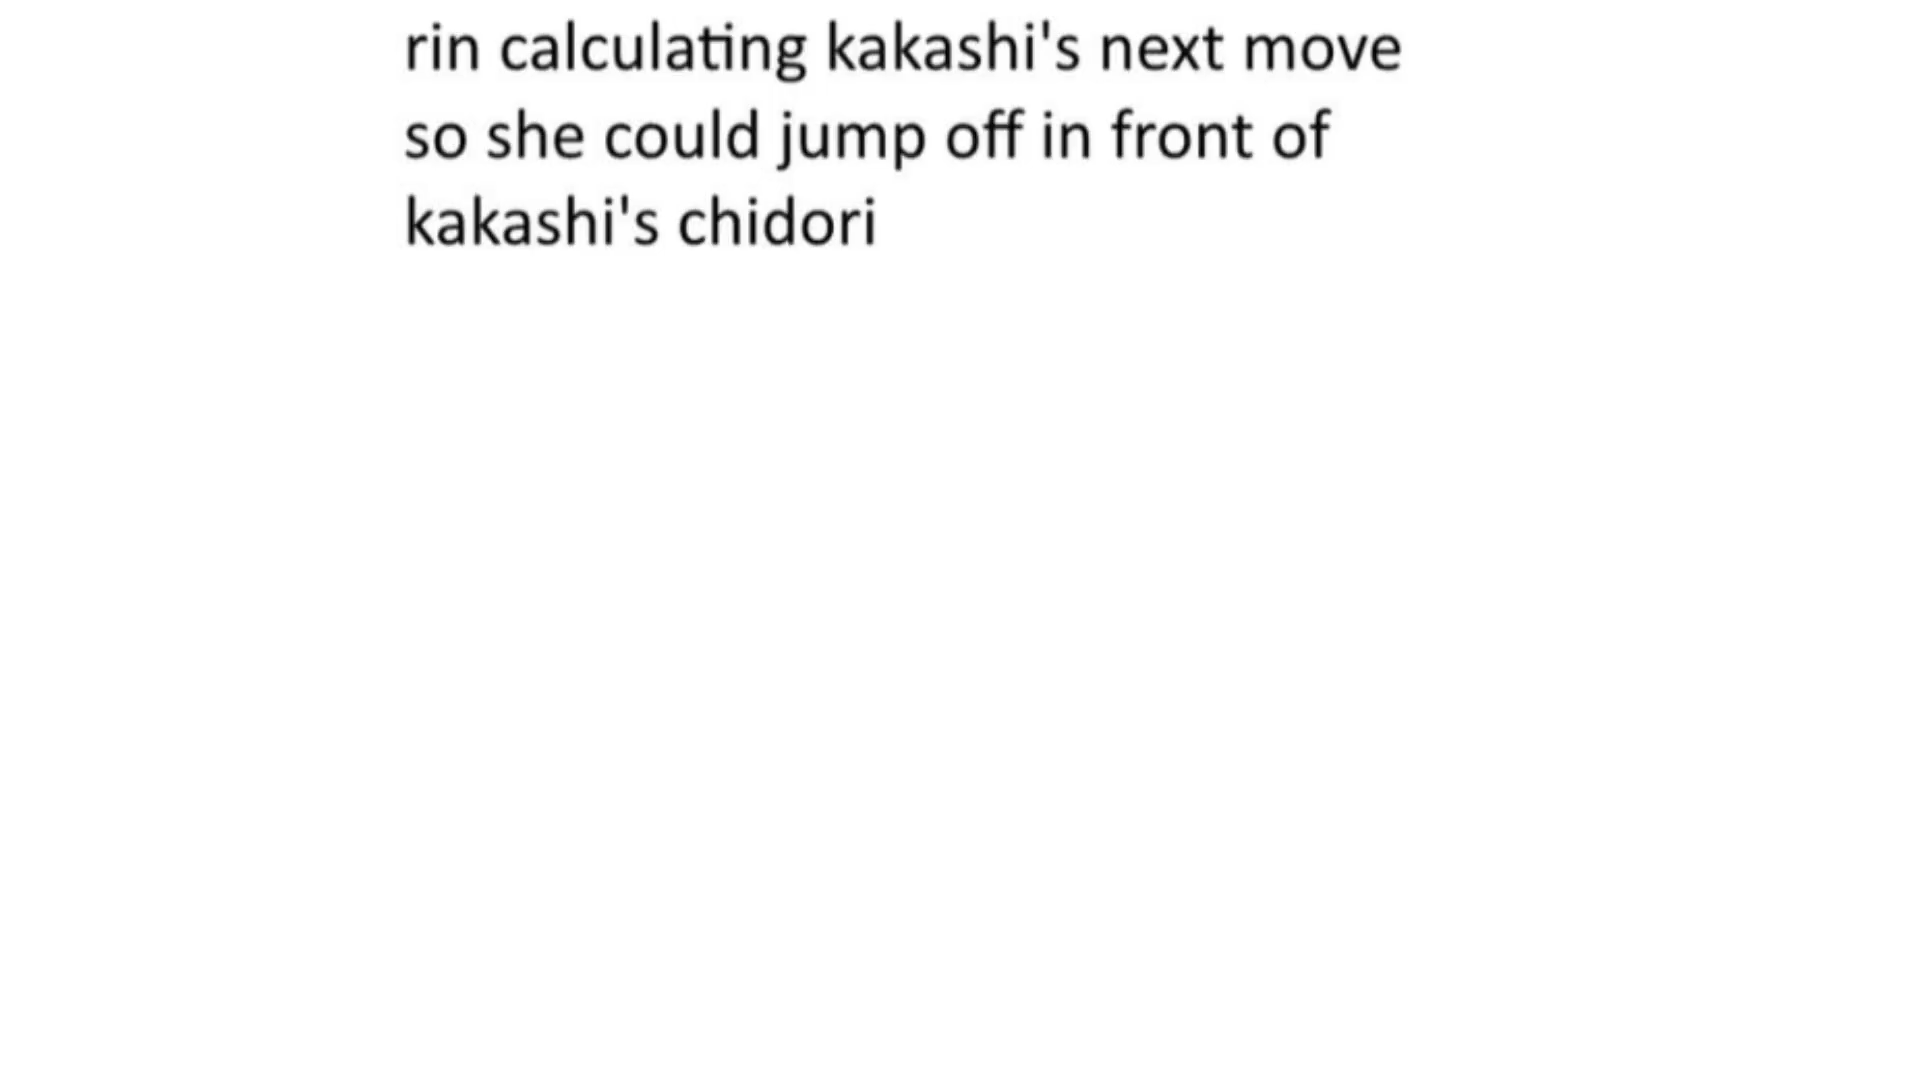 rin calculating kakashi's next move
so she could jump off in front of
kakashi's chidori